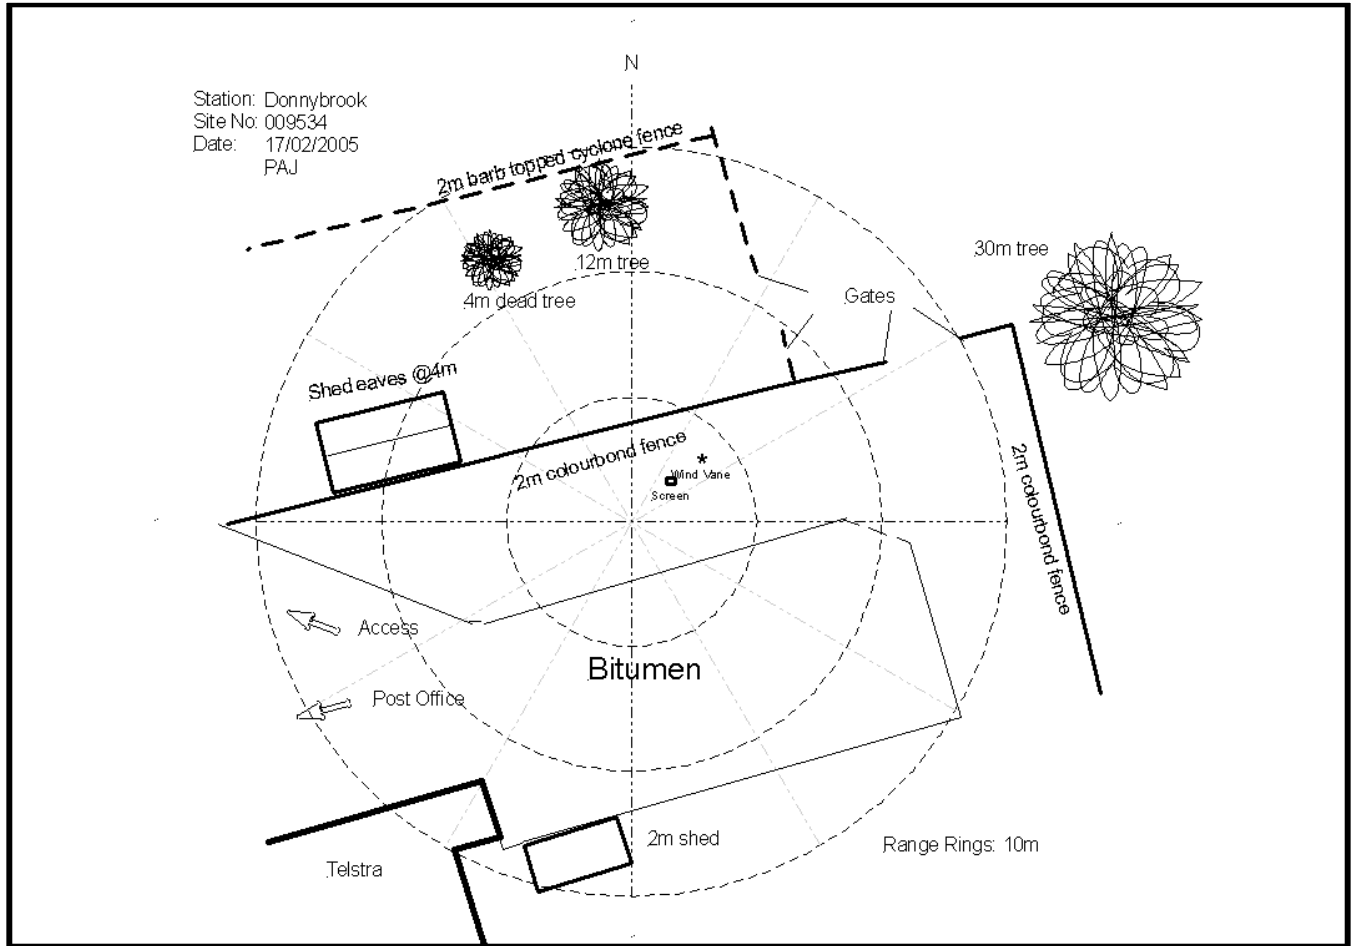 N
Station: Donnybrook
Site No: 009534
Date: 17/02/2005
PAJ
2m barb topped cyclone fence
30m tree
12m tree
4m dead tree
Gates
Shed eaves @4m
2m colourbond fence
Wind Vane
Screen
2m colourbond fence
Access
Bitumen
Post Office
2m shed
Range Rings: 10m
Telstra